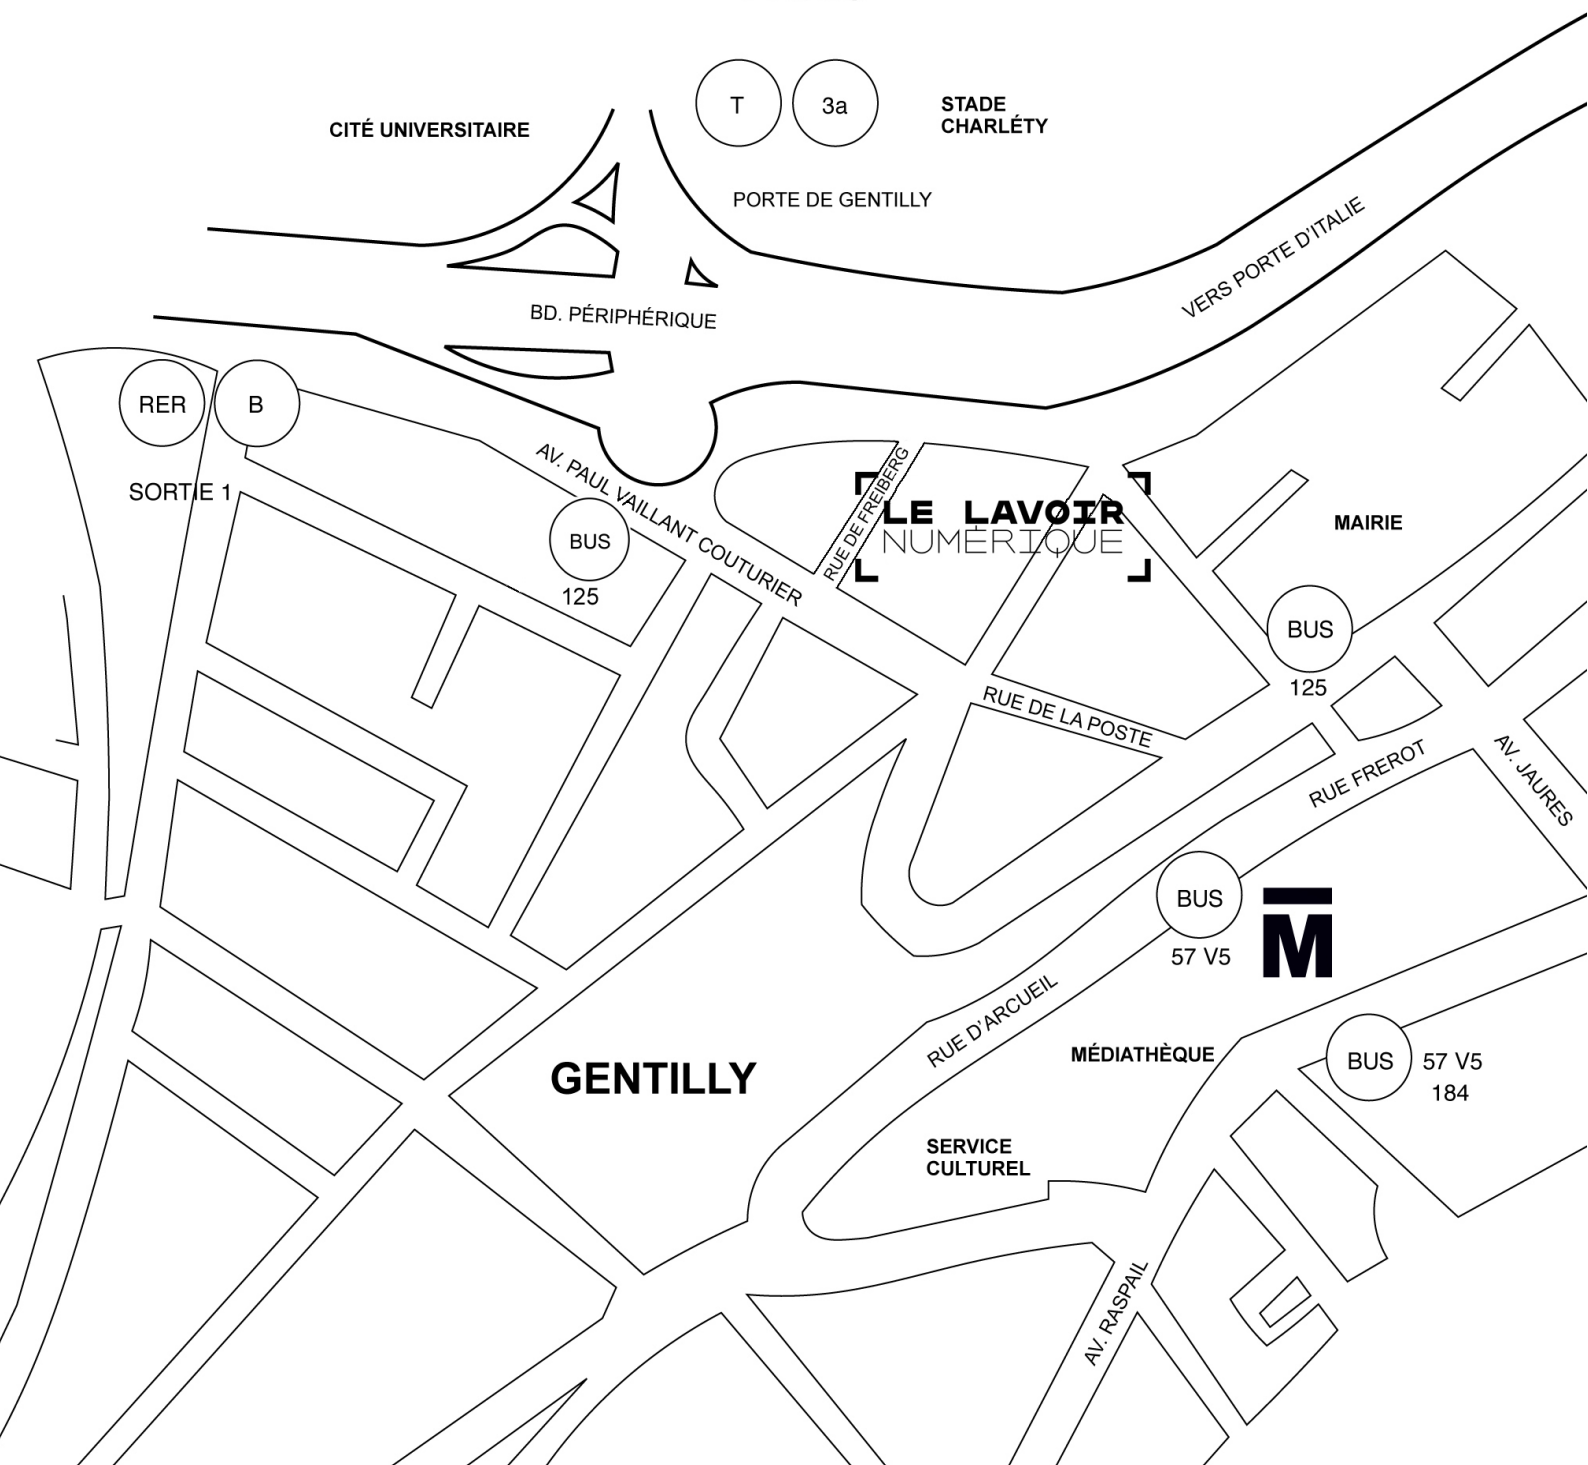 T
3a
STADE
CHARLÉTY
CITÉ UNIVERSITAIRE
PORTE DE GENTILLY
VERS PORTE D'ITALIE
BD. PÉRIPHÉRIQUE
RER
B
SORTIE 1
AV. PAUL VAILLANT COUTURIER
BUS
125
RUE DE FREIBERG
LE LAVOIR
NUMÉRIQUE
MAIRIE
BUS
125
RUE DE LA POSTE
RUE FREROT
AV. JAURES
BUS
57 V5
M
RUE D'ARCUEIL
MÉDIATHÈQUE
BUS
57 V5
184
GENTILLY
SERVICE
CULTUREL
AV. RASPAIL